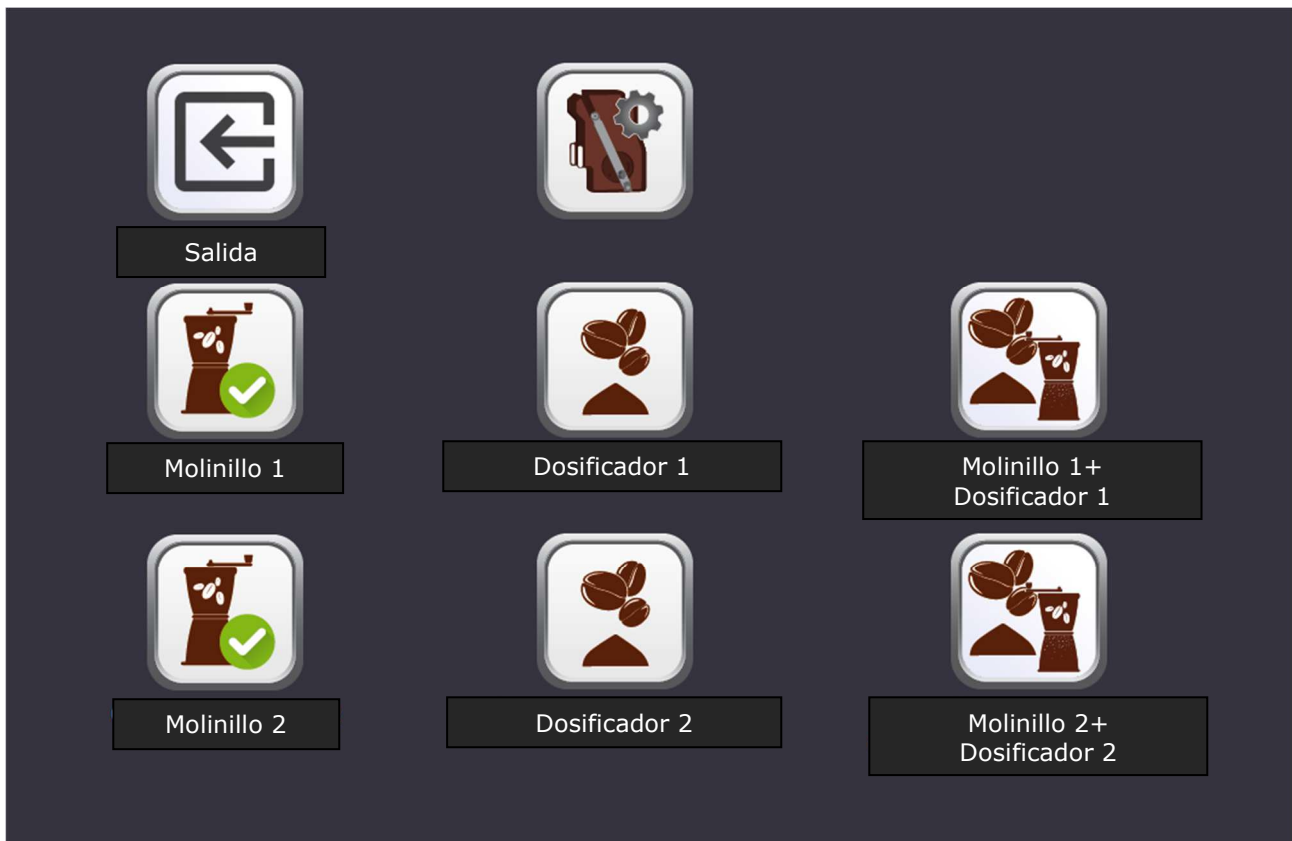 Salida
Molinillo 1
Dosificador 1
Molinillo 1+
Dosificador 1
Molinillo 2
Dosificador 2
Molinillo 2+
Dosificador 2